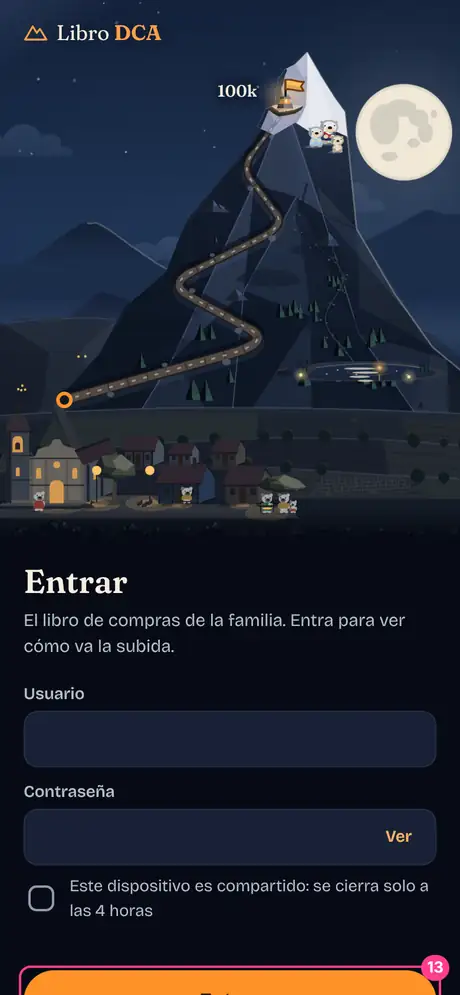 Libro DCA
100k
Entrar
El libro de compras de la familia. Entra para ver
cómo va la subida.
Usuario
Contraseña
Ver
Este dispositivo es compartido: se cierra solo a
las 4 horas
13